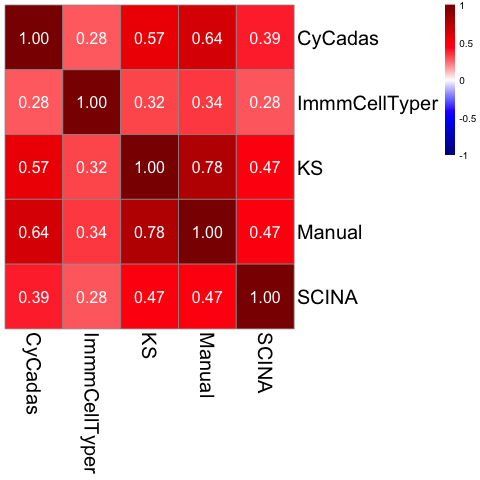 1.00 0.28 0.57 0.64 0.39 CyCadas
0.28 1.00 0.32 0.34 0.28 ImmmCellTyper
0.57 0.32 1.00 0.78 0.47 KS
0.64 0.34 0.78 1.00 0.47 Manual
0.39 0.28 0.47 0.47 1.00 SCINA
CyCadas ImmmCellTyper KS Manual SCINA
1
0.5
0
-0.5
-1